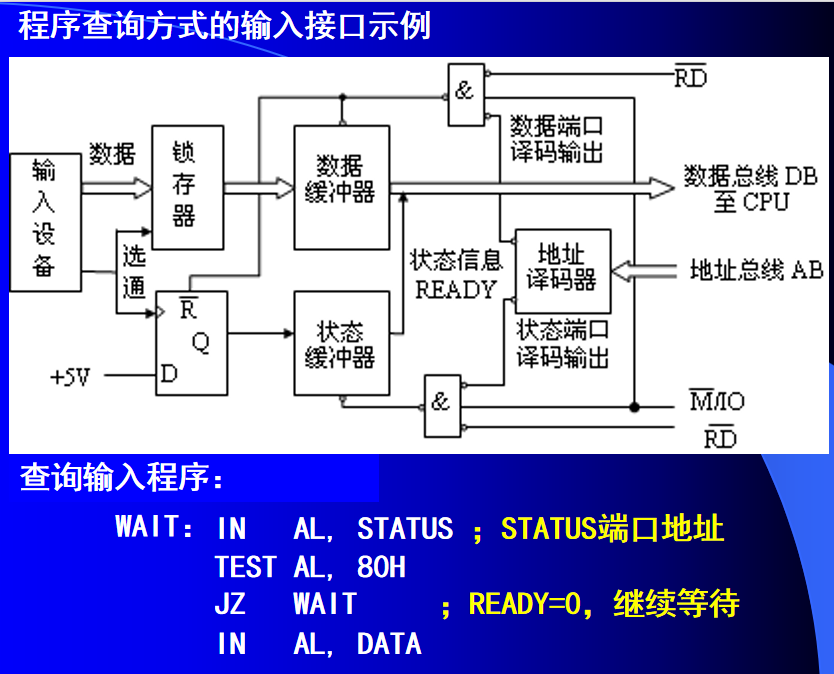 程序查询方式的输入接口示例
&
RD
数据端口
译码输出
输入设备
数据
锁存器
数据
缓冲器
数据总线 DB
至 CPU
选通
状态信息
READY
地址
译码器
地址总线 AB
R
Q
D
+5V
状态
缓冲器
状态端口
译码输出
&
M/IO
RD
查询输入程序：
WAIT: IN AL, STATUS ;STATUS端口地址
TEST AL, 80H
JZ WAIT ;READY=0，继续等待
IN AL, DATA